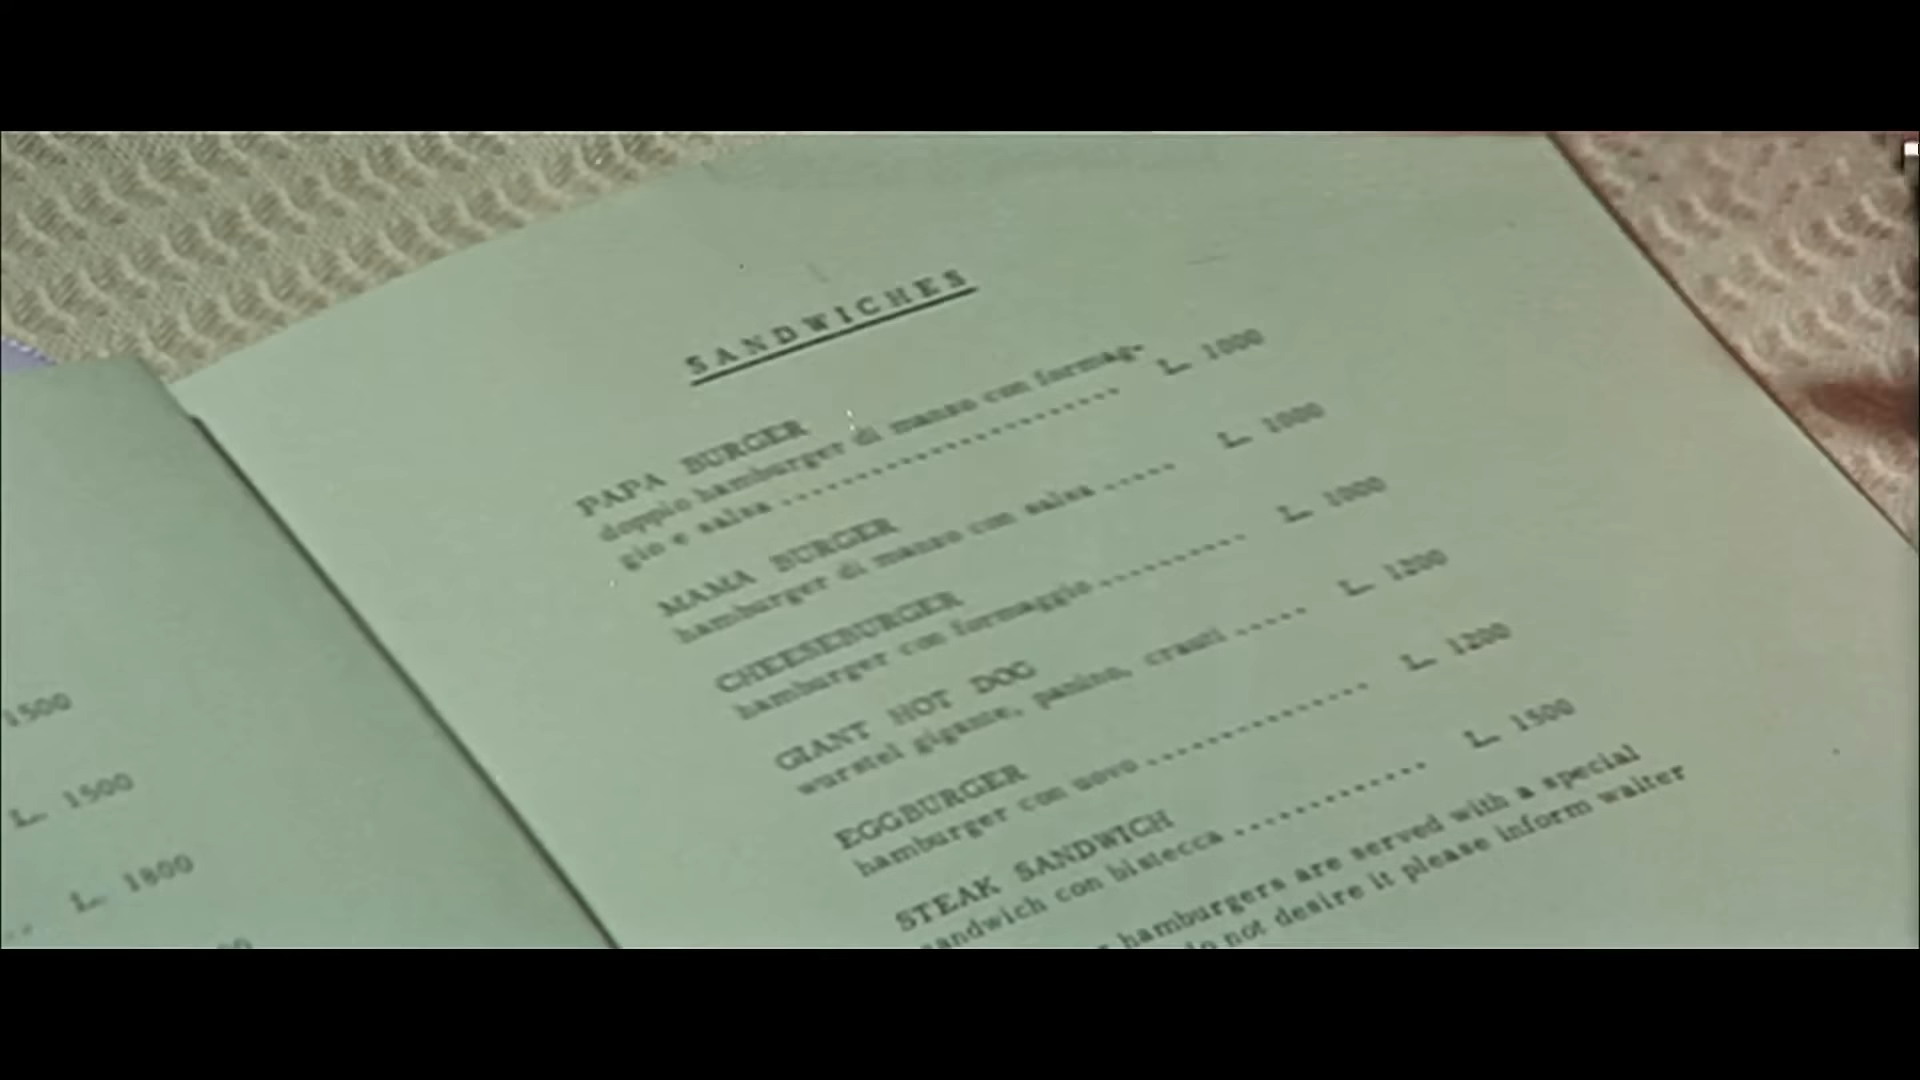 SANDWICHES
PAPA BURGER
doppio hamburger di manzo con formag-
gio e salsa .......................... L. 1000
MAMA BURGER
hamburger di manzo con salsa ...... L. 1000
CHEESEBURGER
hamburger con formaggio ............ L. 1000
GIANT HOT DOG
wurstel gigante, panino, crauti ...... L. 1200
EGGBURGER
hamburger con uovo .................. L. 1200
STEAK SANDWICH
sandwich con bistecca ................ L. 1500
hamburgers are served with a special
not desire it please inform waiter
1500
L. 1500
L. 1800
00